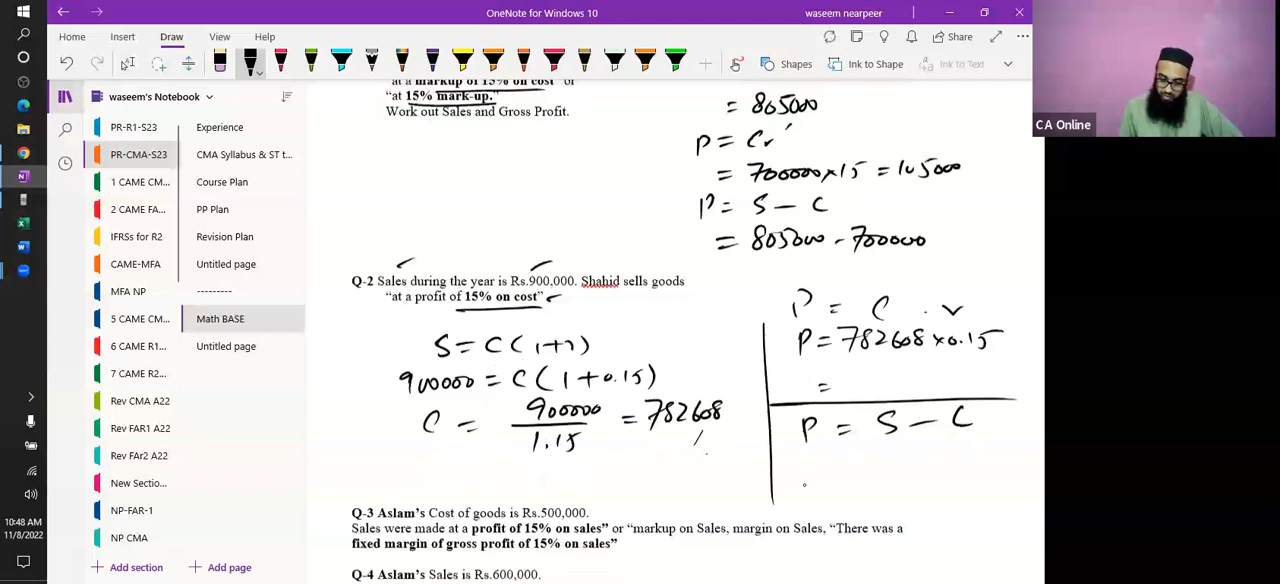 OneNote for Windows 10
waseem nearpeer
Home Insert Draw View Help
Share
Shapes Ink to Shape Ink to Text
waseem's Notebook
PR-R1-S23
PR-CMA-S23
1 CAME CM...
2 CAME FA...
IFRSs for R2
CAME-MFA
MFA NP
5 CAME CM...
6 CAME R1...
7 CAME R2...
Rev CMA A22
Rev FAR1 A22
Rev FAr2 A22
New Sectio...
NP-FAR-1
NP CMA
Add section
Experience
CMA Syllabus & ST t...
Course Plan
PP Plan
Revision Plan
Untitled page
---------
Math BASE
Untitled page
Add page
at a markup of 15% on cost" or
"at 15% mark-up."
Work out Sales and Gross Profit.
= 805000
P = Cr
= 700000 x 15 = 105000
P = S - C
= 805000 - 700000
Q-2 Sales during the year is Rs.900,000. Shahid sells goods
"at a profit of 15% on cost"
S = C(1+r)
900000 = C(1+0.15)
C = 900000 / 1.15 = 782608
P = C . r
P = 782608 x 0.15
=
P = S - C
Q-3 Aslam's Cost of goods is Rs.500,000.
Sales were made at a profit of 15% on sales" or "markup on Sales, margin on Sales, "There was a
fixed margin of gross profit of 15% on sales"
Q-4 Aslam's Sales is Rs.600,000.
C A Online
10:48 AM
11/8/2022